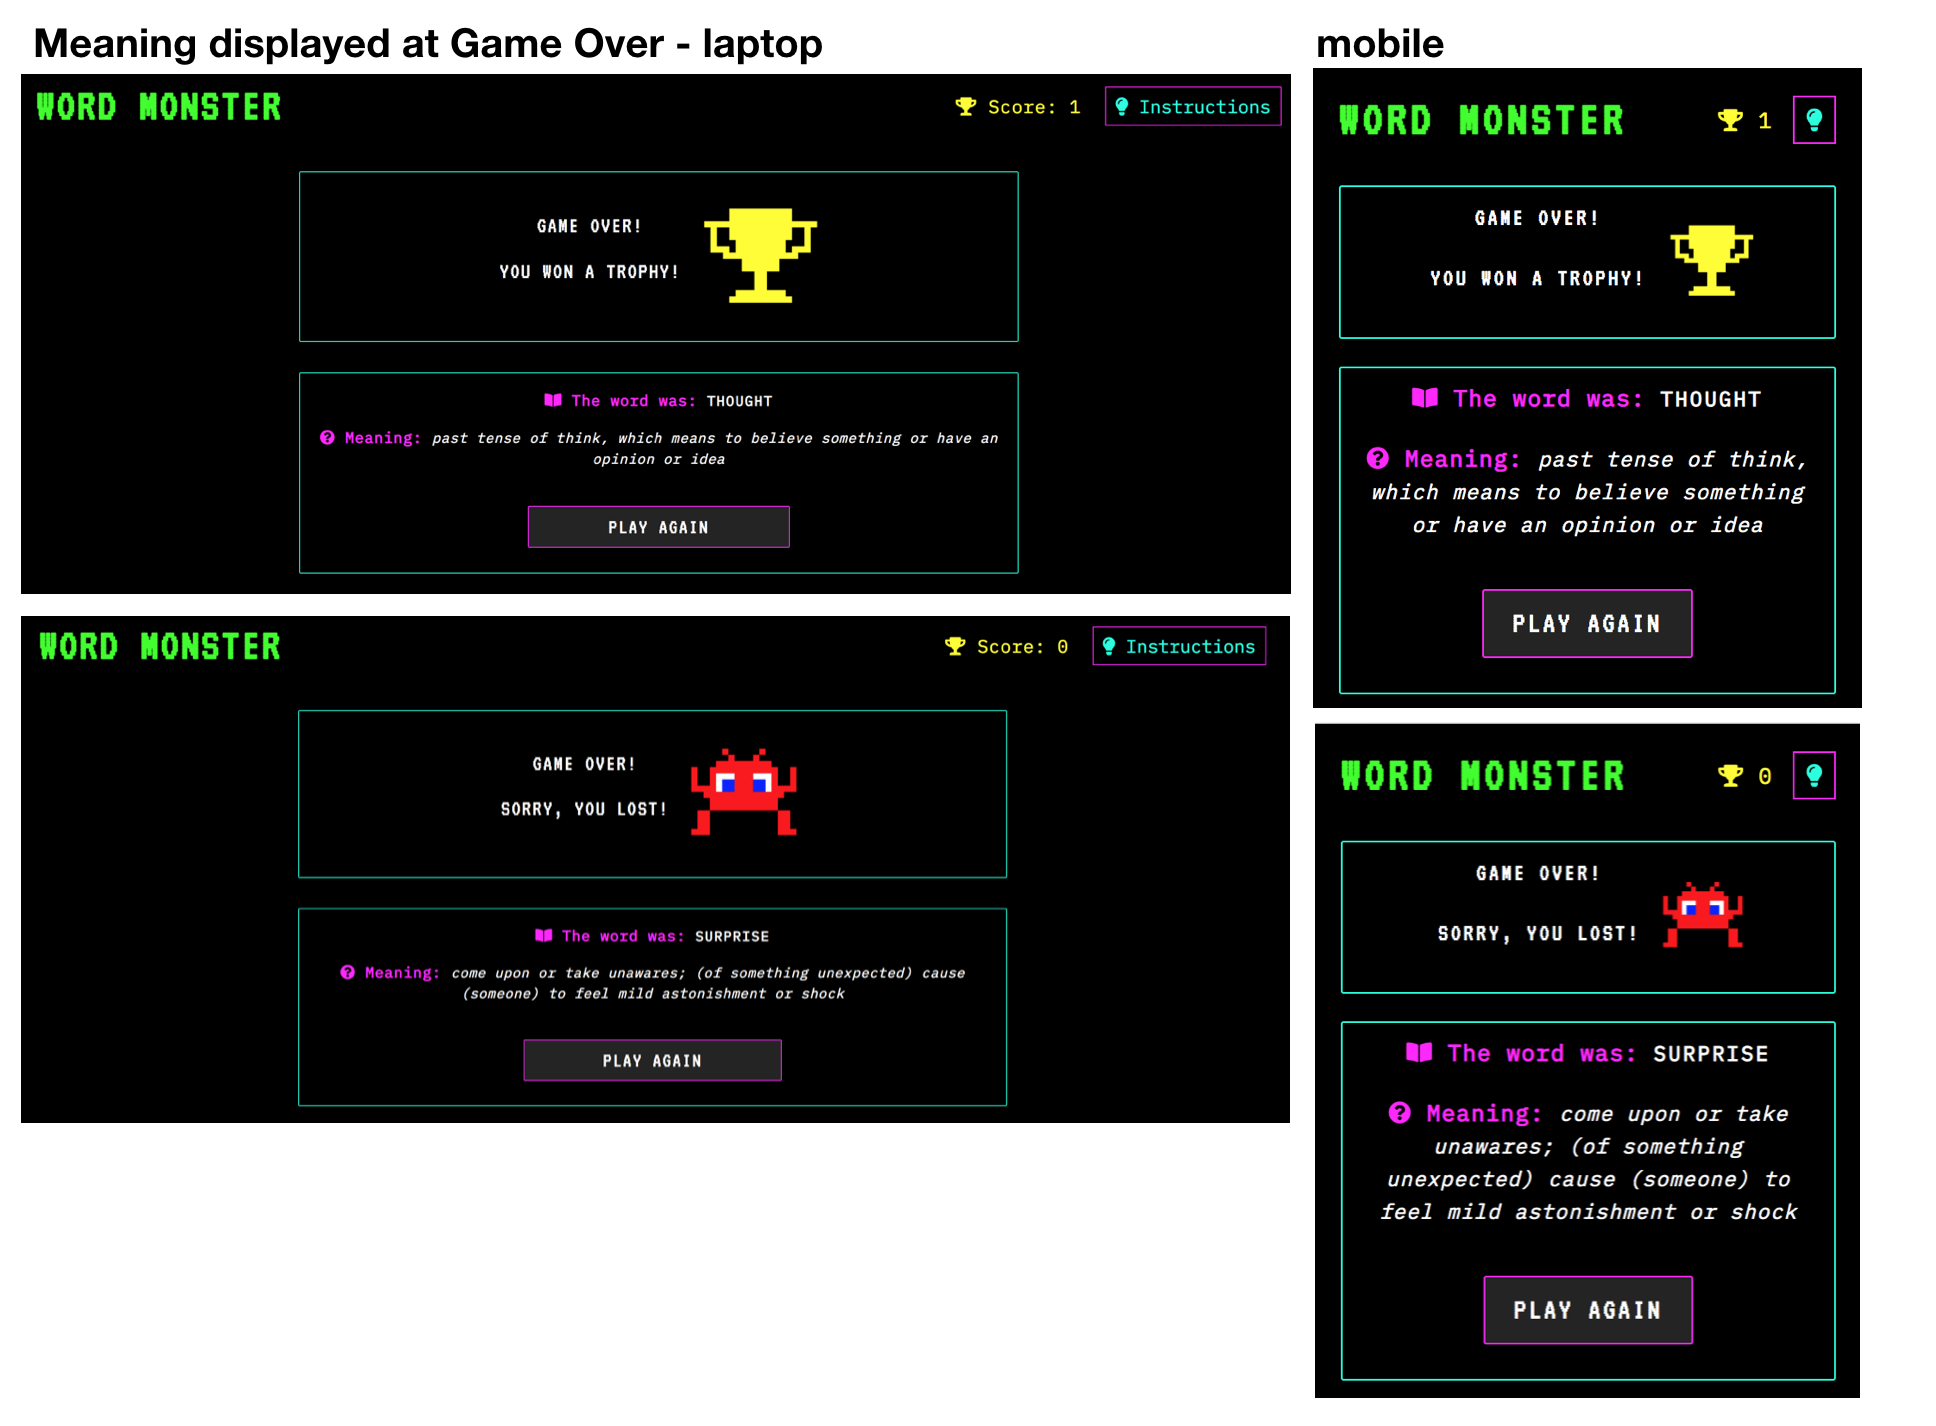 Meaning displayed at Game Over - laptop
WORD MONSTER
Score: 1
Instructions
GAME OVER!
YOU WON A TROPHY!
The word was: THOUGHT
Meaning: past tense of think, which means to believe something or have an
opinion or idea
PLAY AGAIN
WORD MONSTER
Score: 0
Instructions
GAME OVER!
SORRY, YOU LOST!
The word was: SURPRISE
Meaning: come upon or take unawares; (of something unexpected) cause
(someone) to feel mild astonishment or shock
PLAY AGAIN
mobile
WORD MONSTER
1
GAME OVER!
YOU WON A TROPHY!
The word was: THOUGHT
Meaning: past tense of think,
which means to believe something
or have an opinion or idea
PLAY AGAIN
WORD MONSTER
0
GAME OVER!
SORRY, YOU LOST!
The word was: SURPRISE
Meaning: come upon or take
unawares; (of something
unexpected) cause (someone) to
feel mild astonishment or shock
PLAY AGAIN